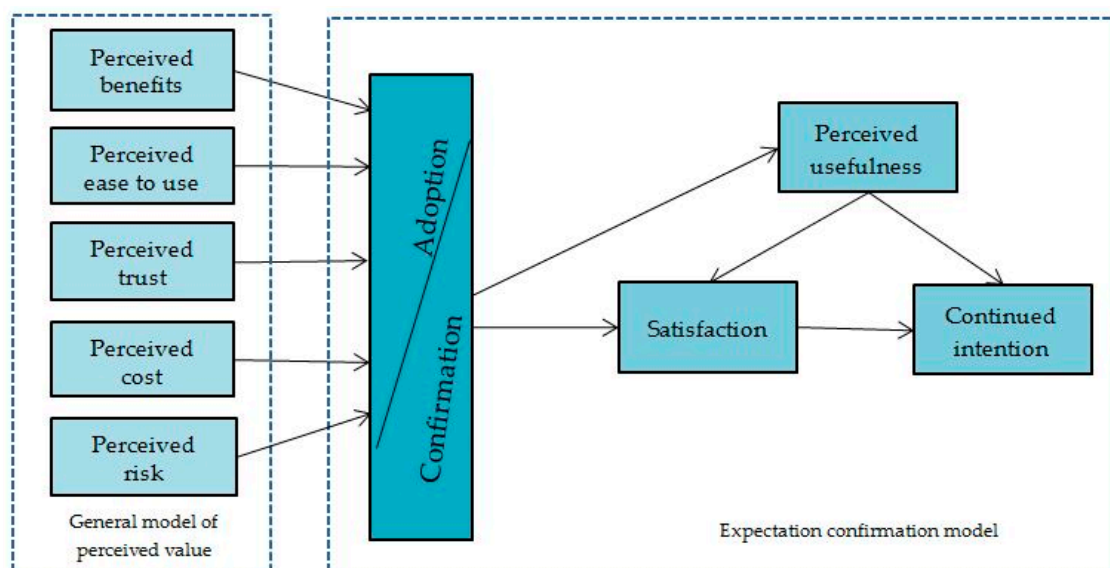 Perceived
benefits
Perceived
ease to use
Perceived
trust
Perceived
cost
Perceived
risk
General model of
perceived value
Adoption
Confirmation
Perceived
usefulness
Satisfaction
Continued
intention
Expectation confirmation model